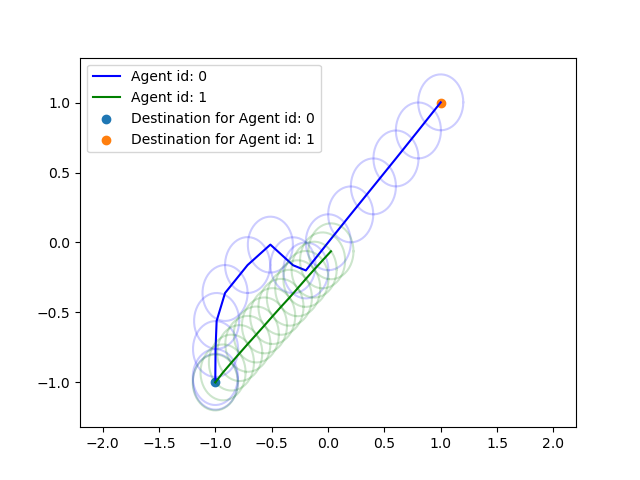 Agent id: 0
Agent id: 1
Destination for Agent id: 0
Destination for Agent id: 1
1.0
0.5
0.0
−0.5
−1.0
−2.0 −1.5 −1.0 −0.5 0.0 0.5 1.0 1.5 2.0